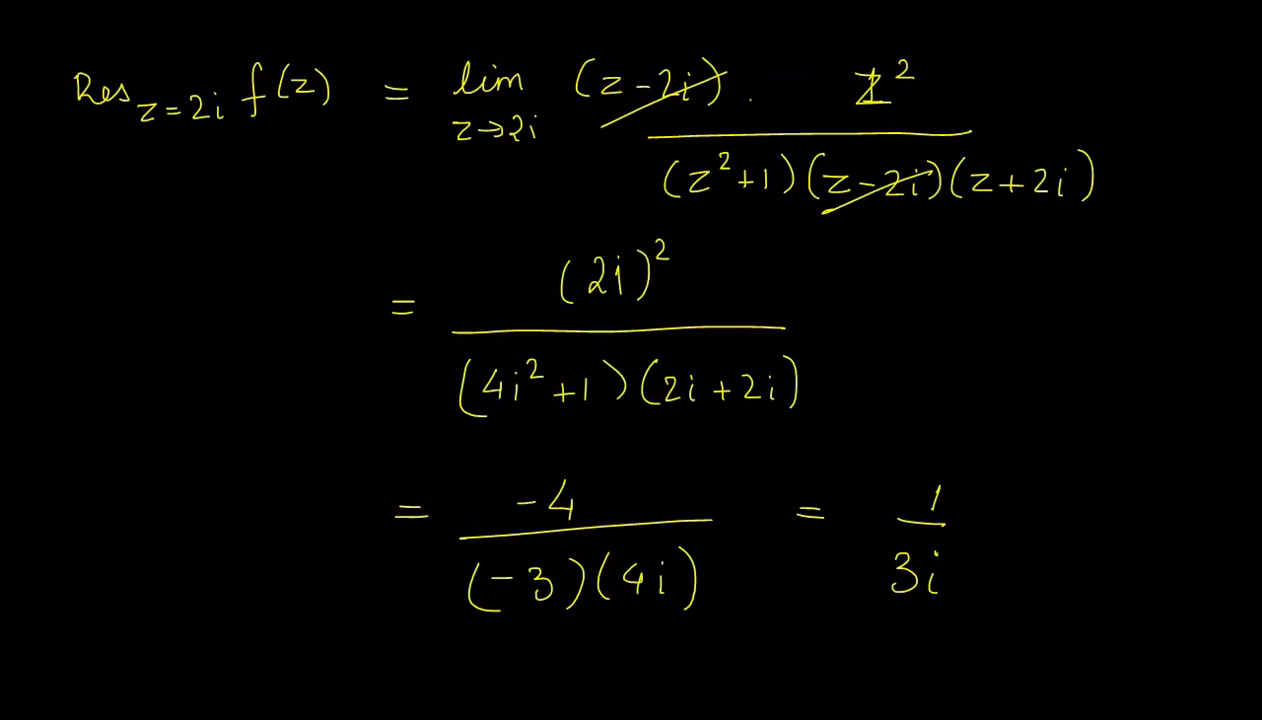 Res_{z=2i} f(z) = lim_{z→2i} (z-2i) . z^2 / (z^2+1)(z-2i)(z+2i)
= (2i)^2 / (4i^2+1)(2i+2i)
= -4 / (-3)(4i) = 1 / 3i